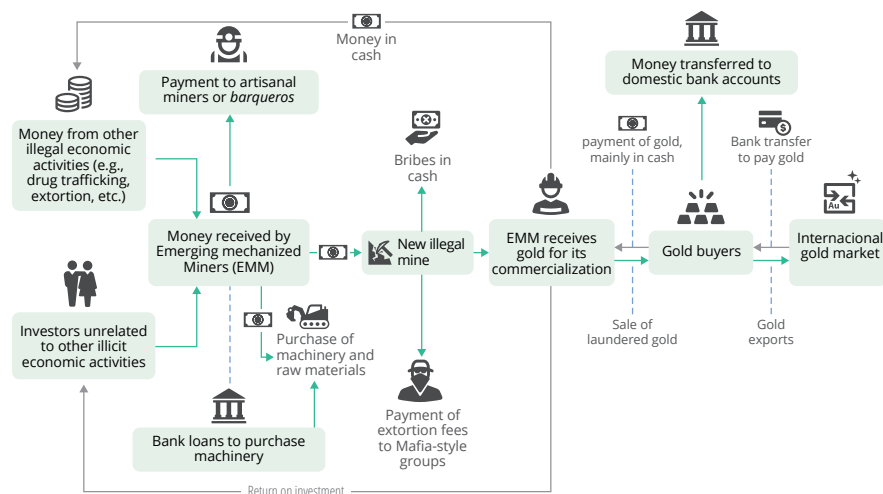 Money in
cash
Money transferred to
domestic bank accounts
Payment to artisanal
miners or barqueros
Money from other
illegal economic
activities (e.g.,
drug trafficking,
extortion, etc.)
Bribes in
cash
payment of gold,
mainly in cash
Bank transfer
to pay gold
Money received by
Emerging mechanized
Miners (EMM)
New illegal
mine
EMM receives
gold for its
commercialization
Gold buyers
Au
Internacional
gold market
Investors unrelated
to other illicit
economic activities
Purchase of
machinery and
raw materials
Sale of
laundered gold
Gold
exports
Payment of
extortion fees
to Mafia-style
groups
Bank loans to purchase
machinery
Return on investment